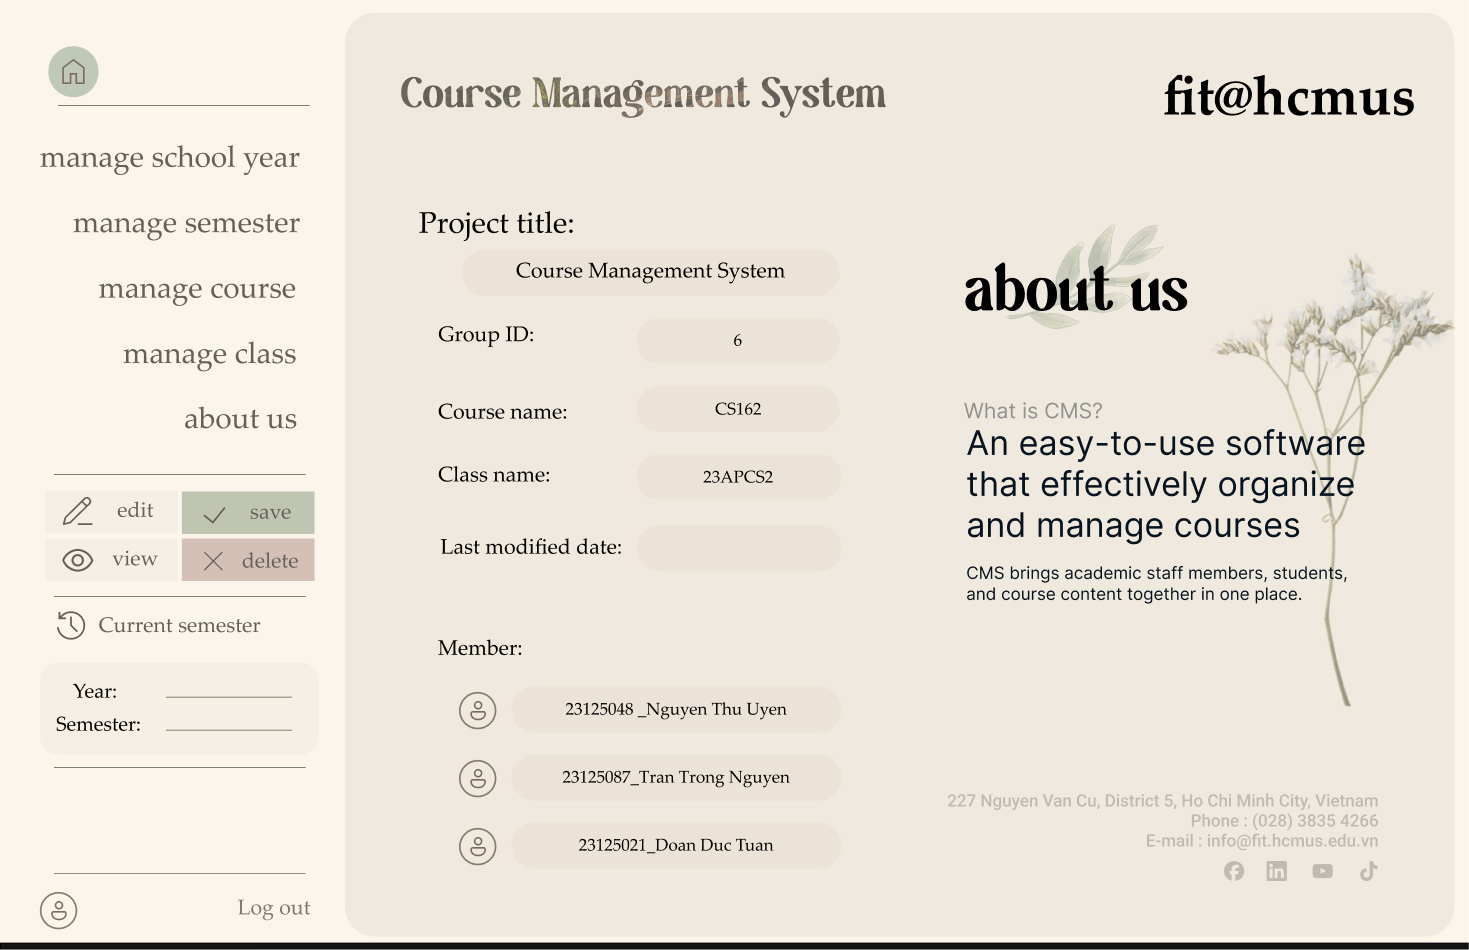 manage school year
manage semester
manage course
manage class
about us
edit
save
view
delete
Current semester
Year:
Semester:
Log out
Course Management System
fit@hcmus
Project title:
Course Management System
Group ID:
6
Course name:
CS162
Class name:
23APCS2
Last modified date:
Member:
23125048 _Nguyen Thu Uyen
23125087_Tran Trong Nguyen
23125021_Doan Duc Tuan
about us
What is CMS?
An easy-to-use software
that effectively organize
and manage courses
CMS brings academic staff members, students,
and course content together in one place.
227 Nguyen Van Cu, District 5, Ho Chi Minh City, Vietnam
Phone : (028) 3835 4266
E-mail : info@fit.hcmus.edu.vn